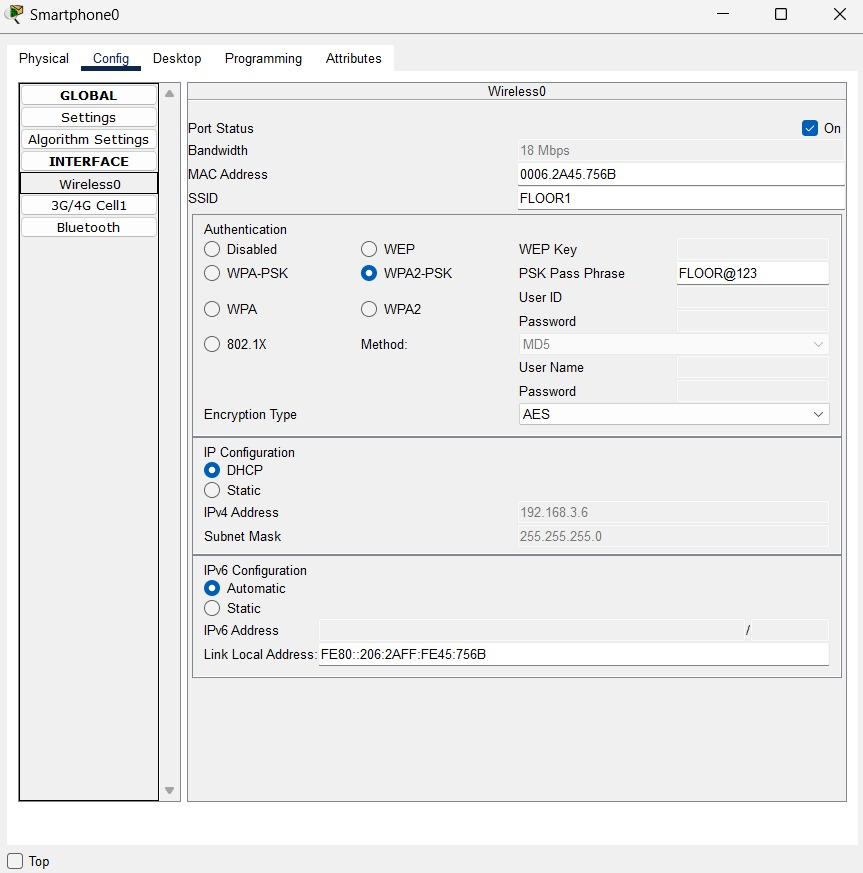 Smartphone0
Physical Config Desktop Programming Attributes
GLOBAL
Settings
Algorithm Settings
INTERFACE
Wireless0
3G/4G Cell1
Bluetooth
Wireless0
Port Status On
Bandwidth 18 Mbps
MAC Address 0006.2A45.756B
SSID FLOOR1
Authentication
Disabled WEP WEP Key
WPA-PSK WPA2-PSK PSK Pass Phrase FLOOR@123
User ID
WPA WPA2
Password
802.1X Method: MD5
User Name
Password
Encryption Type AES
IP Configuration
DHCP
Static
IPv4 Address 192.168.3.6
Subnet Mask 255.255.255.0
IPv6 Configuration
Automatic
Static
IPv6 Address /
Link Local Address: FE80::206:2AFF:FE45:756B
Top